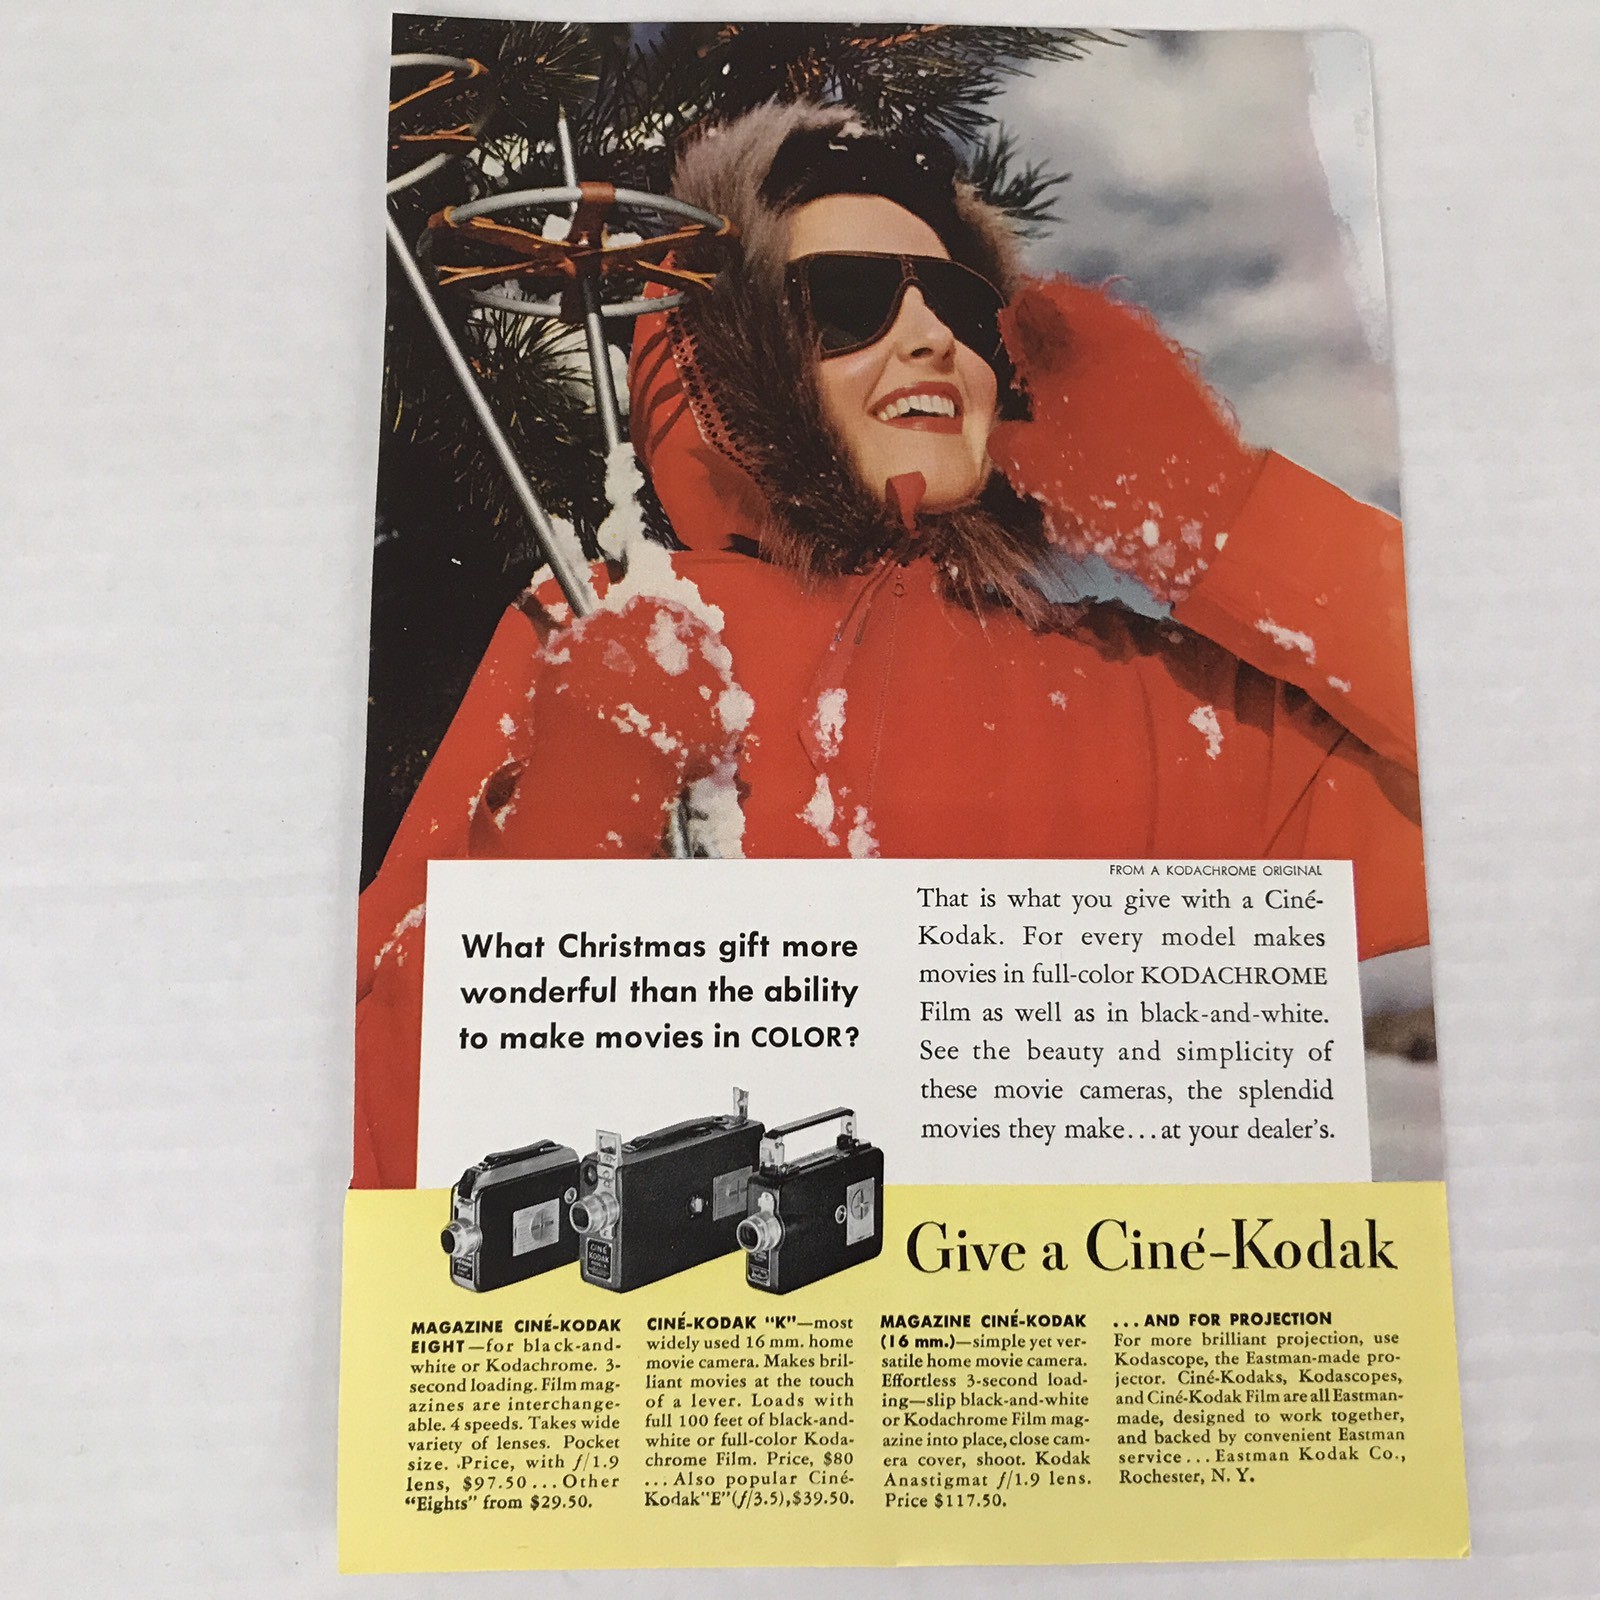 FROM A KODACHROME ORIGINAL
What Christmas gift more
wonderful than the ability
to make movies in COLOR?
That is what you give with a Ciné-
Kodak. For every model makes
movies in full-color KODACHROME
Film as well as in black-and-white.
See the beauty and simplicity of
these movie cameras, the splendid
movies they make...at your dealer's.
CINÉ
KODAK
Give a Ciné-Kodak
MAGAZINE CINÉ-KODAK
EIGHT—for black-and-
white or Kodachrome. 3-
second loading. Film mag-
azines are interchange-
able. 4 speeds. Takes wide
variety of lenses. Pocket
size. Price, with f/1.9
lens, $97.50...Other
"Eights" from $29.50.
CINÉ-KODAK "K"—most
widely used 16 mm. home
movie camera. Makes bril-
liant movies at the touch
of a lever. Loads with
full 100 feet of black-and-
white or full-color Koda-
chrome Film. Price, $80
...Also popular Ciné-
Kodak "E" (f/3.5), $39.50.
MAGAZINE CINÉ-KODAK
(16 mm.)—simple yet ver-
satile home movie camera.
Effortless 3-second load-
ing—slip black-and-white
or Kodachrome Film mag-
azine into place, close cam-
era cover, shoot. Kodak
Anastigmat f/1.9 lens.
Price $117.50.
...AND FOR PROJECTION
For more brilliant projection, use
Kodascope, the Eastman-made pro-
jector. Ciné-Kodaks, Kodascopes,
and Ciné-Kodak Film are all Eastman-
made, designed to work together,
and backed by convenient Eastman
service...Eastman Kodak Co.,
Rochester, N. Y.